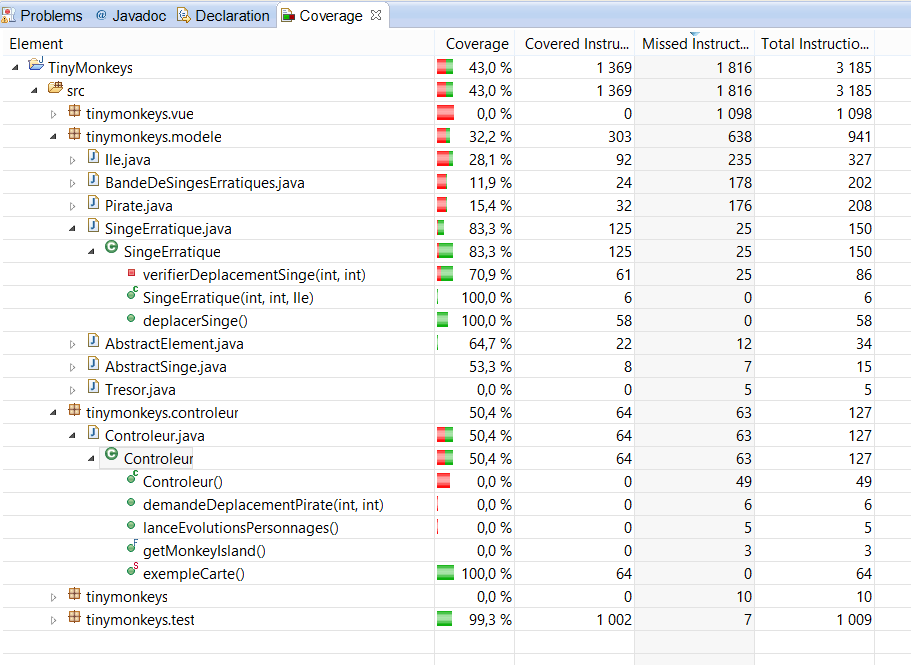 Problems @ Javadoc Declaration Coverage
Element Coverage Covered Instru... Missed Instruct... Total Instructio...
TinyMonkeys 43,0 % 1 369 1 816 3 185
src 43,0 % 1 369 1 816 3 185
tinymonkeys.vue 0,0 % 0 1 098 1 098
tinymonkeys.modele 32,2 % 303 638 941
Ile.java 28,1 % 92 235 327
BandeDeSingesErratiques.java 11,9 % 24 178 202
Pirate.java 15,4 % 32 176 208
SingeErratique.java 83,3 % 125 25 150
SingeErratique 83,3 % 125 25 150
verifierDeplacementSinge(int, int) 70,9 % 61 25 86
SingeErratique(int, int, Ile) 100,0 % 6 0 6
deplacerSinge() 100,0 % 58 0 58
AbstractElement.java 64,7 % 22 12 34
AbstractSinge.java 53,3 % 8 7 15
Tresor.java 0,0 % 0 5 5
tinymonkeys.controleur 50,4 % 64 63 127
Controleur.java 50,4 % 64 63 127
Controleur 50,4 % 64 63 127
Controleur() 0,0 % 0 49 49
demandeDeplacementPirate(int, int) 0,0 % 0 6 6
lanceEvolutionsPersonnages() 0,0 % 0 5 5
getMonkeyIsland() 0,0 % 0 3 3
exempleCarte() 100,0 % 64 0 64
tinymonkeys 0,0 % 0 10 10
tinymonkeys.test 99,3 % 1 002 7 1 009